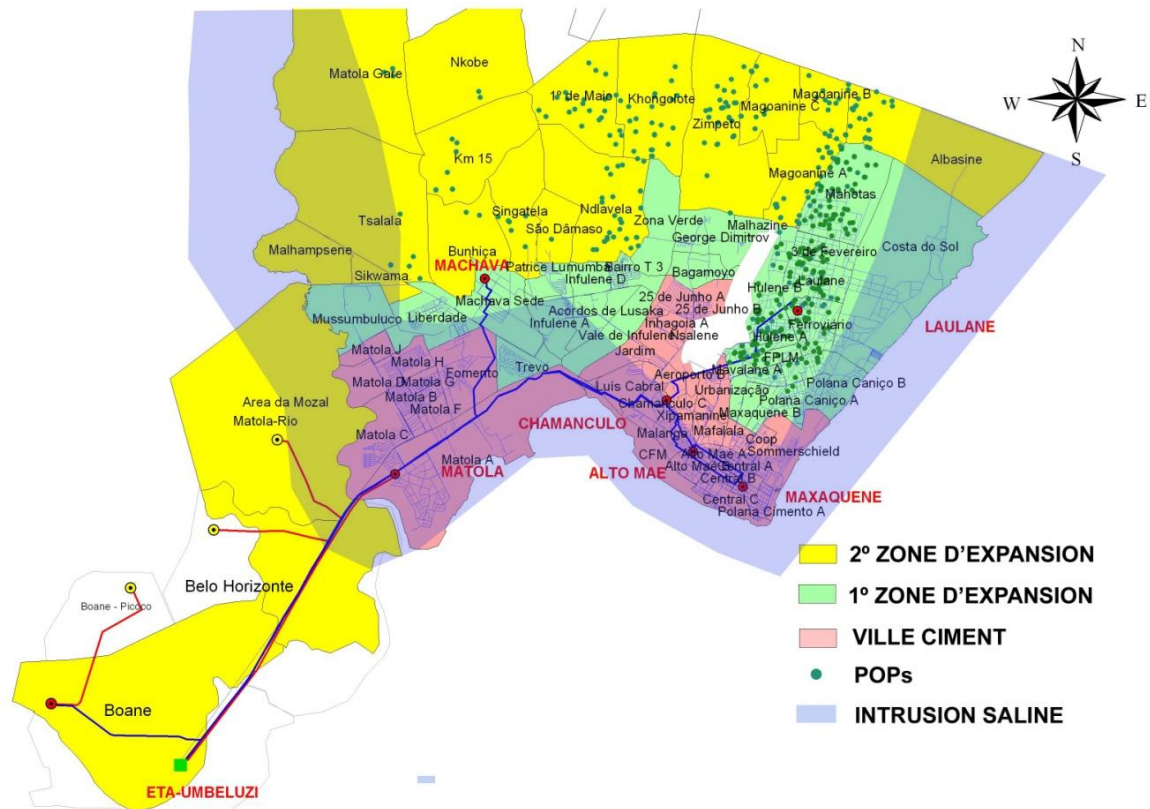 N
W E
S
Matola Gare
Nkobe
1º de Maio
Khongolote
Zimpeto
Magoanine C
Magoanine B
Albasine
Km 15
Magoanine A
Mahotas
Tsalala
Singatela
Ndlavela
São Dâmaso
Zona Verde
George Dimitrov
Malhazine
Malhampsene
Sikwama
Bunhiça
MACHAVA
Patrice Lumumba
Infulene D
Bairro T 3
Bagamoyo
3 de Fevereiro
Costa do Sol
Hulene B
Laulane
Mussumbuluco
Liberdade
Machava Sede
Acordos de Lusaka
Infulene A
Vale de Infulene
25 de Junho A
25 de Junho B
Inhagoia A
Nsalene
Jardim
Ferroviario
Hulene A
FPLM
LAULANE
Matola J
Matola H
Fomento
Trevo
Matola D
Matola G
Matola B
Matola F
Luis Cabral
Aeroporto B
Mavalane A
Urbanização
Polana Caniço B
Polana Caniço A
Area da Mozal
Matola-Rio
CHAMANCULO
Chamanculo C
Xipamanine
Maxaquene B
Mafalala
Malanga
Coop
Sommerschield
Matola C
Matola A
MATOLA
CFM
ALTO MAE
Alto Maé A
Alto Maé B
Central A
Central B
Central C
MAXAQUENE
Polana Cimento A
Belo Horizonte
Boane - Picoco
Boane
ETA-UMBELUZI
2º ZONE D'EXPANSION
1º ZONE D'EXPANSION
VILLE CIMENT
POPs
INTRUSION SALINE